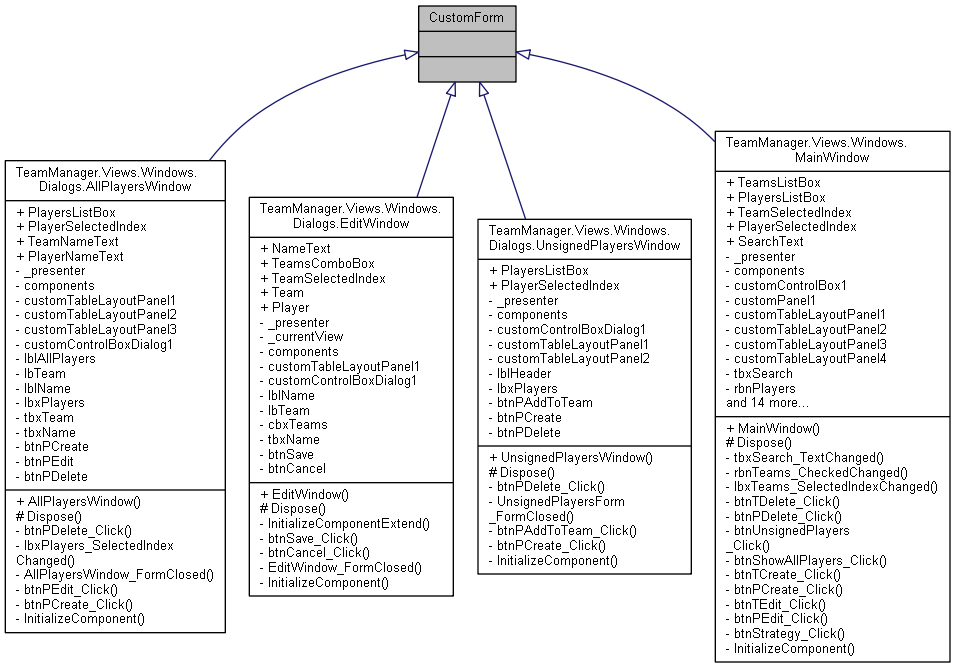 CustomForm
TeamManager.Views.Windows.
Dialogs.AllPlayersWindow
+ PlayersListBox
+ PlayerSelectedIndex
+ TeamNameText
+ PlayerNameText
- _presenter
- components
- customTableLayoutPanel1
- customTableLayoutPanel2
- customTableLayoutPanel3
- customControlBoxDialog1
- lblAllPlayers
- lbTeam
- lblName
- lbxPlayers
- tbxTeam
- tbxName
- btnPCreate
- btnPEdit
- btnPDelete
+ AllPlayersWindow()
# Dispose()
- btnPDelete_Click()
- lbxPlayers_SelectedIndex
Changed()
- AllPlayersWindow_FormClosed()
- btnPEdit_Click()
- btnPCreate_Click()
- InitializeComponent()
TeamManager.Views.Windows.
Dialogs.EditWindow
+ NameText
+ TeamsComboBox
+ TeamSelectedIndex
+ Team
+ Player
- _presenter
- _currentView
- components
- customTableLayoutPanel1
- customControlBoxDialog1
- lblName
- lbTeam
- cbxTeams
- tbxName
- btnSave
- btnCancel
+ EditWindow()
# Dispose()
- InitializeComponentExtend()
- btnSave_Click()
- btnCancel_Click()
- EditWindow_FormClosed()
- InitializeComponent()
TeamManager.Views.Windows.
Dialogs.UnsignedPlayersWindow
+ PlayersListBox
+ PlayerSelectedIndex
- _presenter
- components
- customControlBoxDialog1
- customTableLayoutPanel1
- customTableLayoutPanel2
- lblHeader
- lbxPlayers
- btnPAddToTeam
- btnPCreate
- btnPDelete
+ UnsignedPlayersWindow()
# Dispose()
- btnPDelete_Click()
- UnsignedPlayersForm
_FormClosed()
- btnPAddToTeam_Click()
- btnPCreate_Click()
- InitializeComponent()
TeamManager.Views.Windows.
MainWindow
+ TeamsListBox
+ PlayersListBox
+ TeamSelectedIndex
+ PlayerSelectedIndex
+ SearchText
- _presenter
- components
- customControlBox1
- customPanel1
- customTableLayoutPanel1
- customTableLayoutPanel2
- customTableLayoutPanel3
- customTableLayoutPanel4
- tbxSearch
- rbnPlayers
and 14 more...
+ MainWindow()
# Dispose()
- tbxSearch_TextChanged()
- rbnTeams_CheckedChanged()
- lbxTeams_SelectedIndexChanged()
- btnTDelete_Click()
- btnPDelete_Click()
- btnUnsignedPlayers
_Click()
- btnShowAllPlayers_Click()
- btnTCreate_Click()
- btnPCreate_Click()
- btnTEdit_Click()
- btnPEdit_Click()
- btnStrategy_Click()
- InitializeComponent()